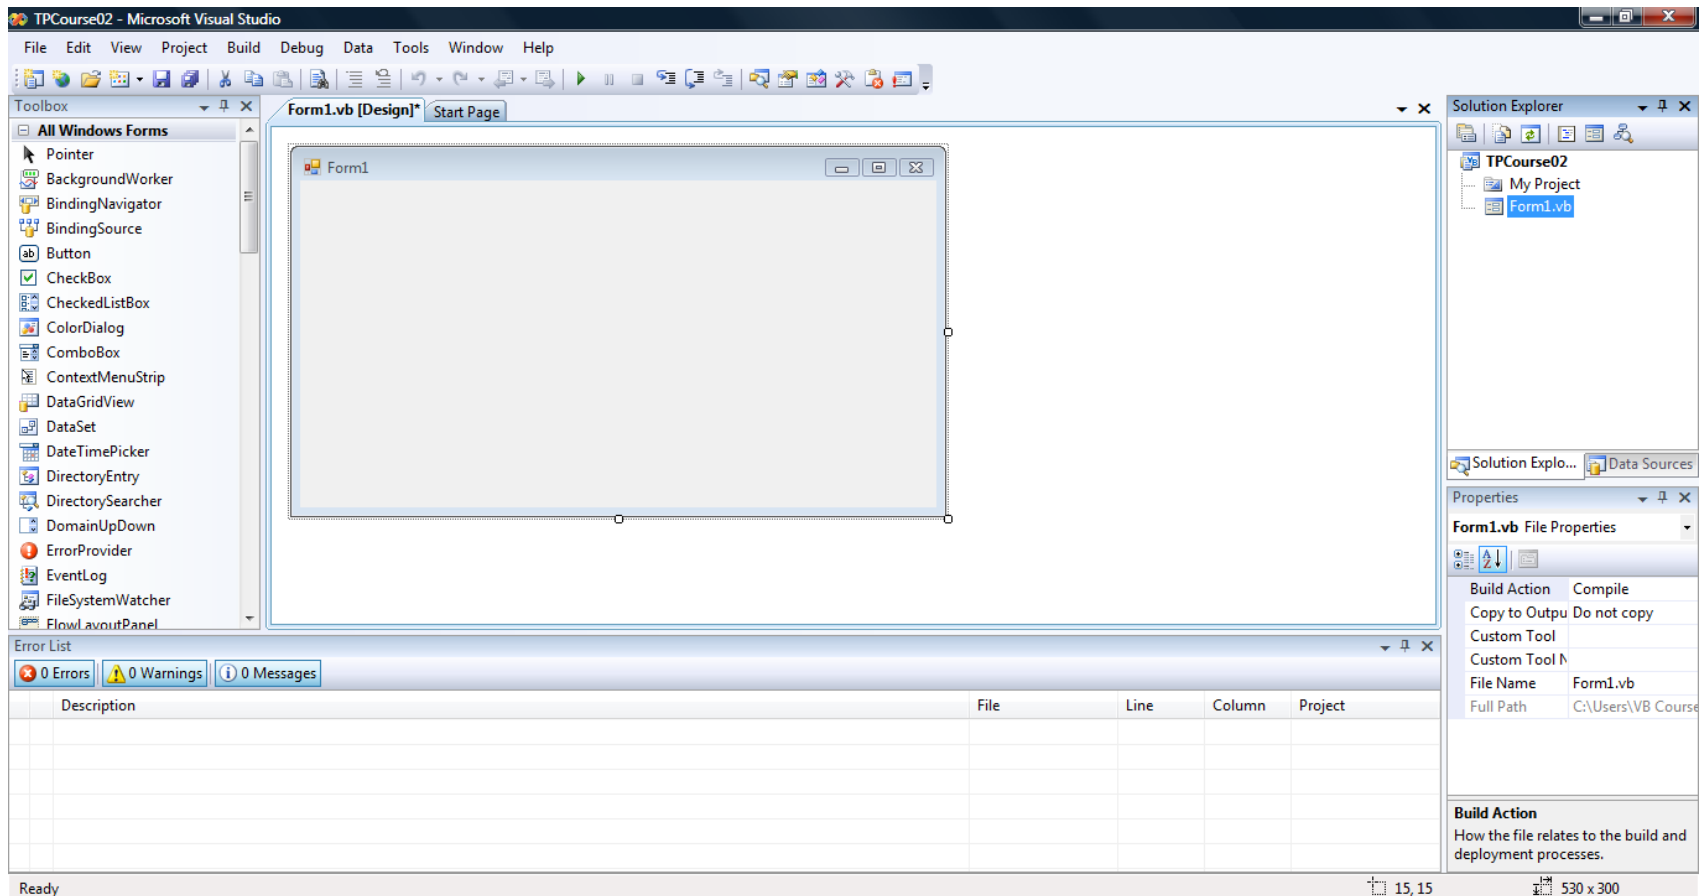 TPCourse02 - Microsoft Visual Studio
File Edit View Project Build Debug Data Tools Window Help
Toolbox
All Windows Forms
Pointer
BackgroundWorker
BindingNavigator
BindingSource
Button
CheckBox
CheckedListBox
ColorDialog
ComboBox
ContextMenuStrip
DataGridView
DataSet
DateTimePicker
DirectoryEntry
DirectorySearcher
DomainUpDown
ErrorProvider
EventLog
FileSystemWatcher
FlowLayoutPanel
Form1.vb [Design]* Start Page
Form1
Solution Explorer
TPCourse02
My Project
Form1.vb
Solution Explo... Data Sources
Properties
Form1.vb File Properties
Build Action Compile
Copy to Outpu Do not copy
Custom Tool
Custom Tool N
File Name Form1.vb
Full Path C:\Users\VB Course
Build Action
How the file relates to the build and
deployment processes.
Error List
0 Errors 0 Warnings 0 Messages
Description File Line Column Project
Ready 15, 15 530 x 300